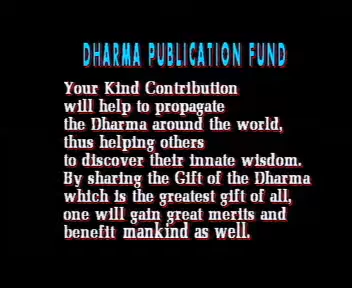 DHARMA PUBLICATION FUND
Your Kind Contribution
will help to propagate
the Dharma around the world,
thus helping others
to discover their innate wisdom.
By sharing the Gift of the Dharma
which is the greatest gift of all,
one will gain great merits and
benefit mankind as well.